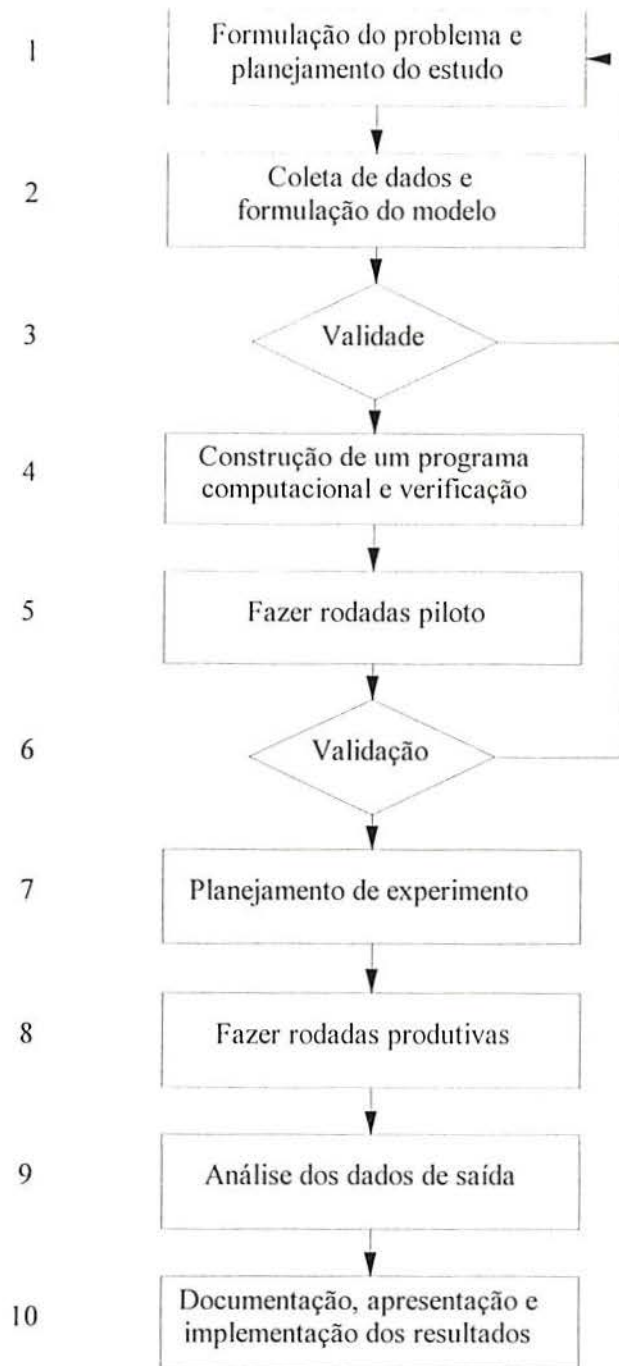 1
Formulação do problema e
planejamento do estudo
2
Coleta de dados e
formulação do modelo
3
Validade
4
Construção de um programa
computacional e verificação
5
Fazer rodadas piloto
6
Validação
7
Planejamento de experimento
8
Fazer rodadas produtivas
9
Análise dos dados de saída
10
Documentação, apresentação e
implementação dos resultados